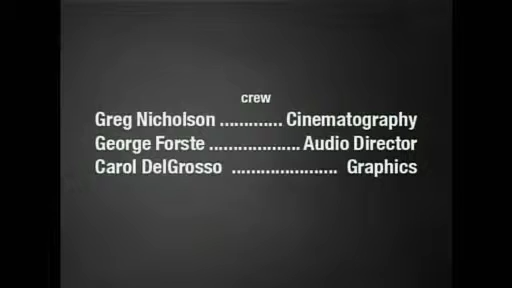 crew
Greg Nicholson ............. Cinematography
George Forste ................... Audio Director
Carol DelGrosso ...................... Graphics